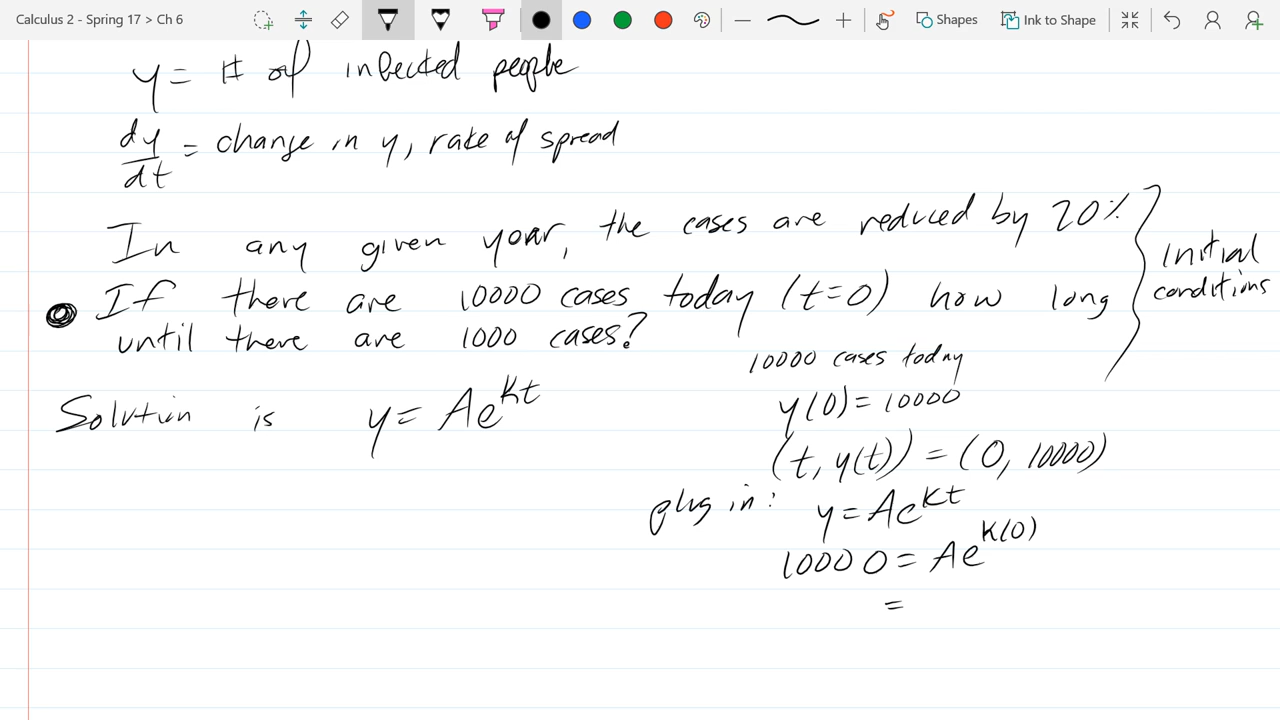 Calculus 2 - Spring 17 > Ch 6
Shapes
Ink to Shape
y = # of infected people
dy/dt = change in y, rate of spread
In any given year, the cases are reduced by 20%
If there are 10000 cases today (t=0) how long
until there are 1000 cases?
initial
conditions
Solution is y = Ae^{kt}
10000 cases today
y(0) = 10000
(t, y(t)) = (0, 10000)
plug in: y = Ae^{kt}
10000 = Ae^{k(0)}
=